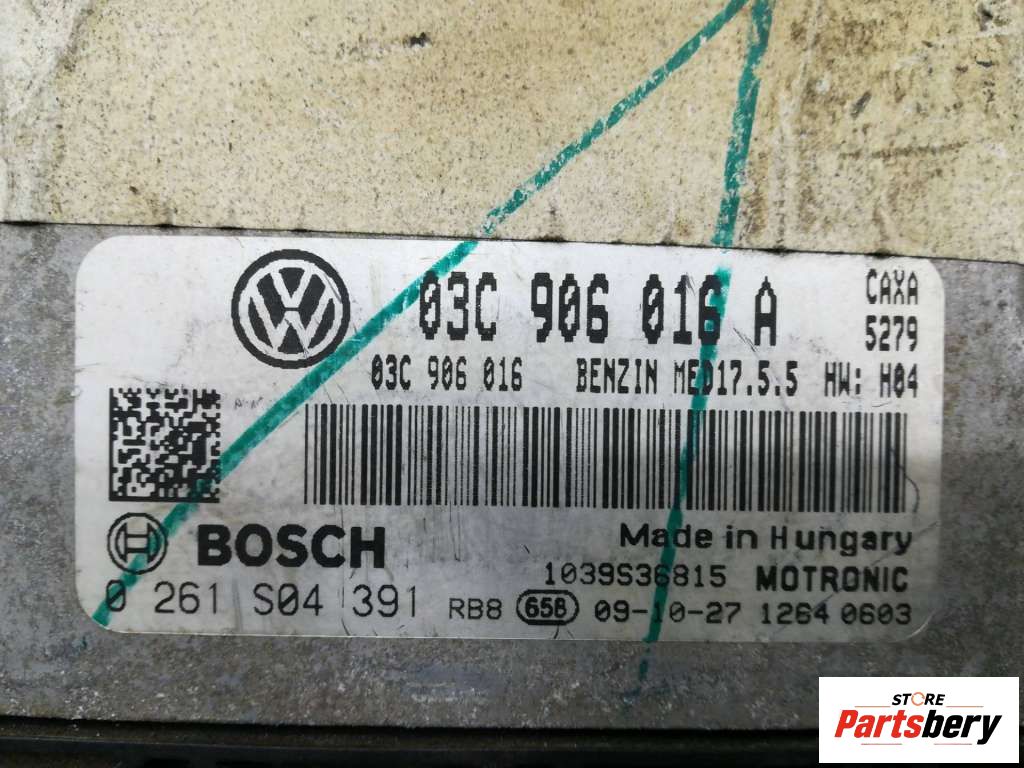 03C 906 016 A
CAXA
5279
03C 906 016 BENZIN MED17.5.5 HW: H04
BOSCH
Made in Hungary
1039S36815 MOTRONIC
0 261 S04 391 RB8 65B 09-10-27 1264 0603
STORE
Partsbery